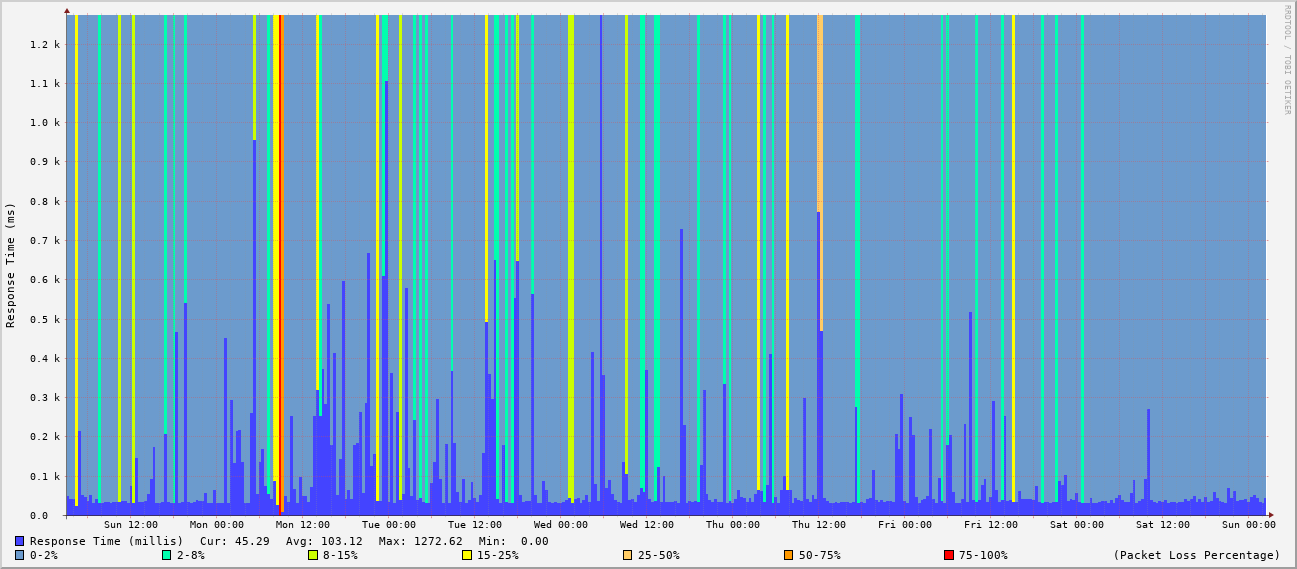 RRDTOOL / TOBI OETIKER
Response Time (ms)
1.2 k
1.1 k
1.0 k
0.9 k
0.8 k
0.7 k
0.6 k
0.5 k
0.4 k
0.3 k
0.2 k
0.1 k
0.0
Sun 12:00 Mon 00:00 Mon 12:00 Tue 00:00 Tue 12:00 Wed 00:00 Wed 12:00 Thu 00:00 Thu 12:00 Fri 00:00 Fri 12:00 Sat 00:00 Sat 12:00 Sun 00:00
Response Time (millis) Cur: 45.29 Avg: 103.12 Max: 1272.62 Min: 0.00
0-2% 2-8% 8-15% 15-25% 25-50% 50-75% 75-100% (Packet Loss Percentage)